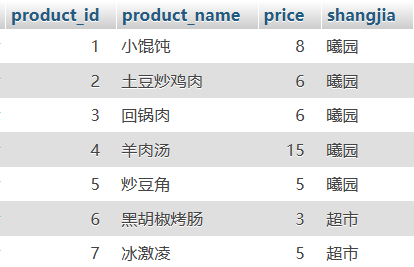 product_id product_name price shangjia
1 小馄饨 8 曦园
2 土豆炒鸡肉 6 曦园
3 回锅肉 6 曦园
4 羊肉汤 15 曦园
5 炒豆角 5 曦园
6 黑胡椒烤肠 3 超市
7 冰激凌 5 超市